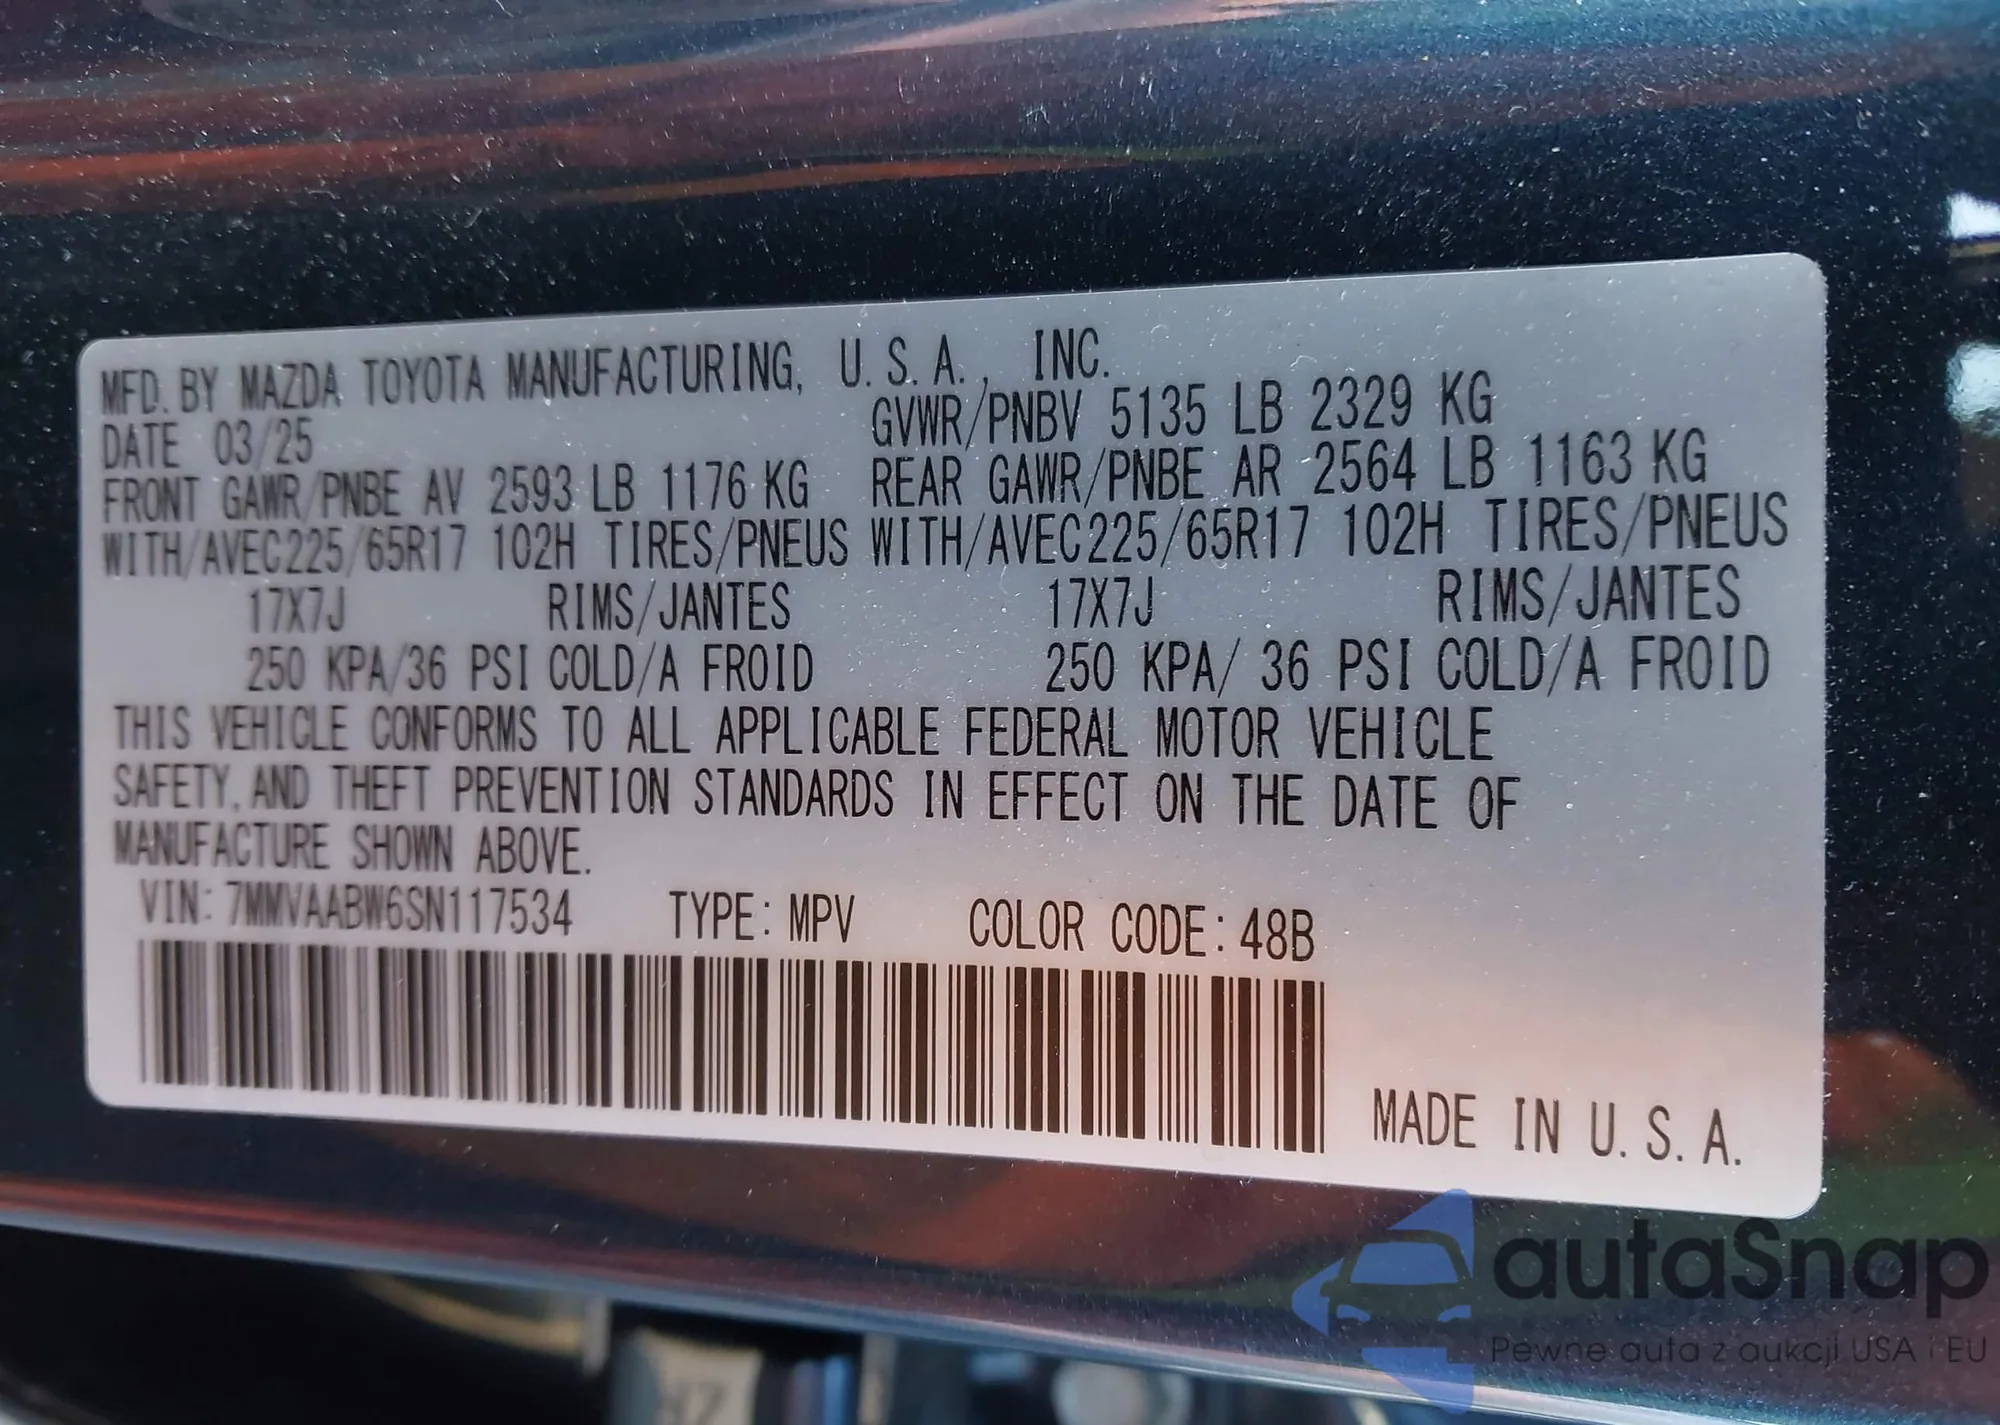 MFD. BY MAZDA TOYOTA MANUFACTURING, U.S.A., INC.
DATE 03/25 GVWR/PNBV 5135 LB 2329 KG
FRONT GAWR/PNBE AV 2593 LB 1176 KG REAR GAWR/PNBE AR 2564 LB 1163 KG
WITH/AVEC225/65R17 102H TIRES/PNEUS WITH/AVEC225/65R17 102H TIRES/PNEUS
17X7J RIMS/JANTES 17X7J RIMS/JANTES
250 KPA/36 PSI COLD/A FROID 250 KPA/ 36 PSI COLD/A FROID
THIS VEHICLE CONFORMS TO ALL APPLICABLE FEDERAL MOTOR VEHICLE
SAFETY, AND THEFT PREVENTION STANDARDS IN EFFECT ON THE DATE OF
MANUFACTURE SHOWN ABOVE.
VIN: 7MMVAABW6SN117534 TYPE: MPV COLOR CODE: 48B
MADE IN U.S.A.
autaSnap
Pewne auta z aukcji USA i EU